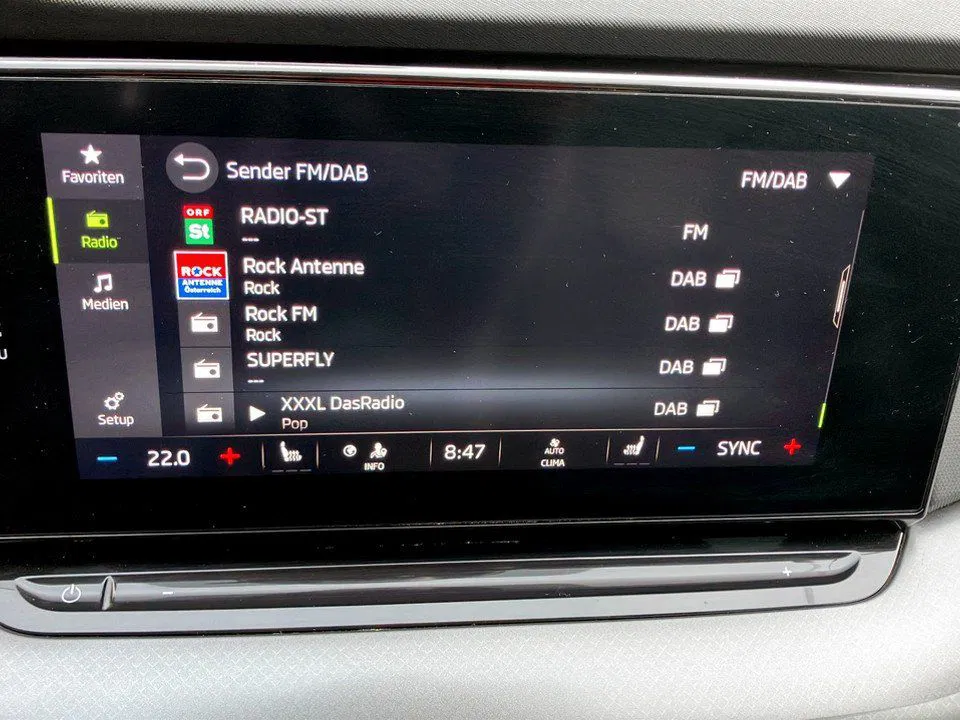 Favoriten
Radio
Medien
Setup
Sender FM/DAB
FM/DAB
ORF
St
RADIO-ST
---
FM
ROCK
ANTENNE
Österreich
Rock Antenne
Rock
DAB
Rock FM
Rock
DAB
SUPERFLY
---
DAB
XXXL DasRadio
Pop
DAB
22.0
INFO
8:47
AUTO
CLIMA
SYNC